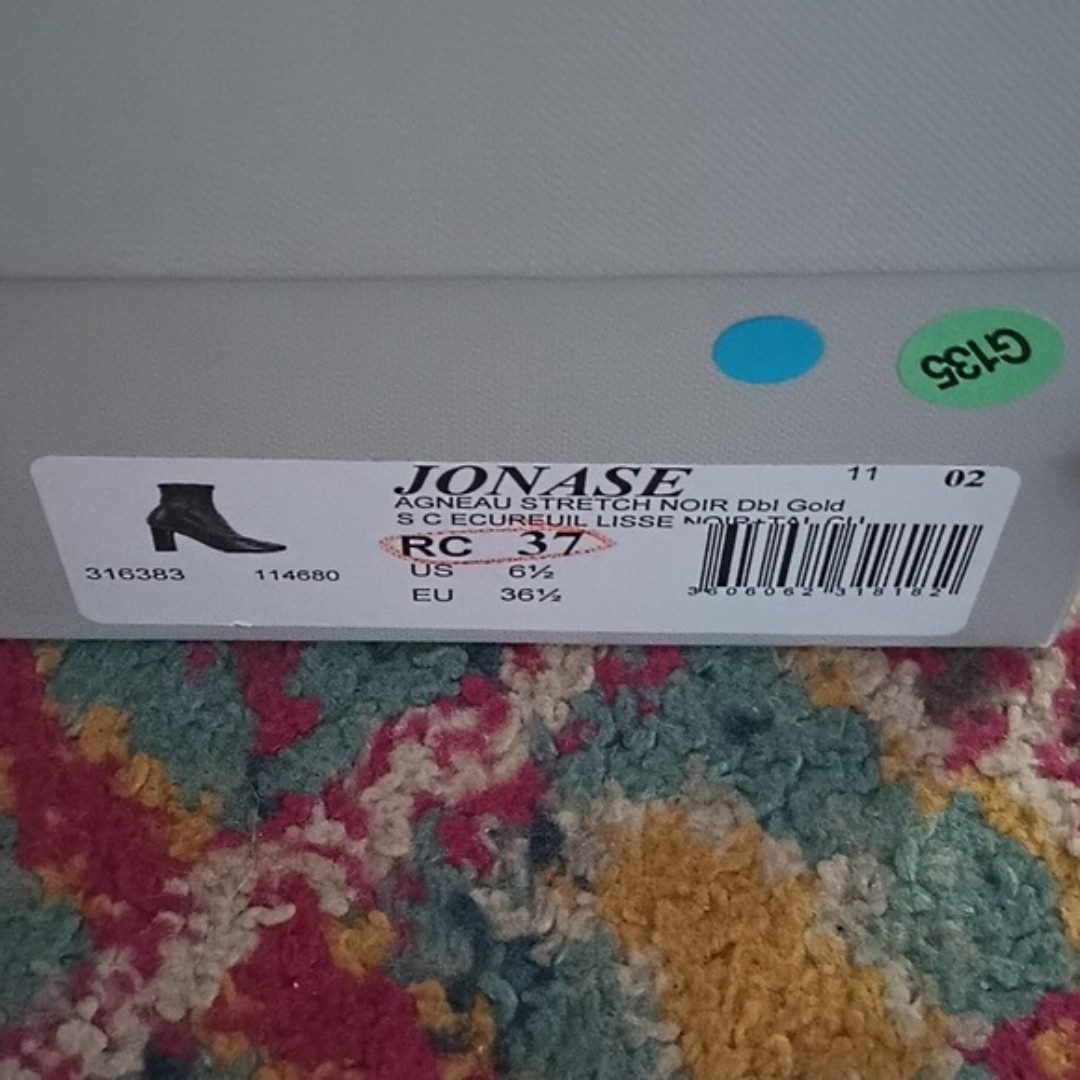 G135
JONASE 11 02
AGNEAU STRETCH NOIR Dbl Gold
S C ECUREUIL LISSE
RC 37
US 6½
EU 36½
316383 114680
3606062 318182